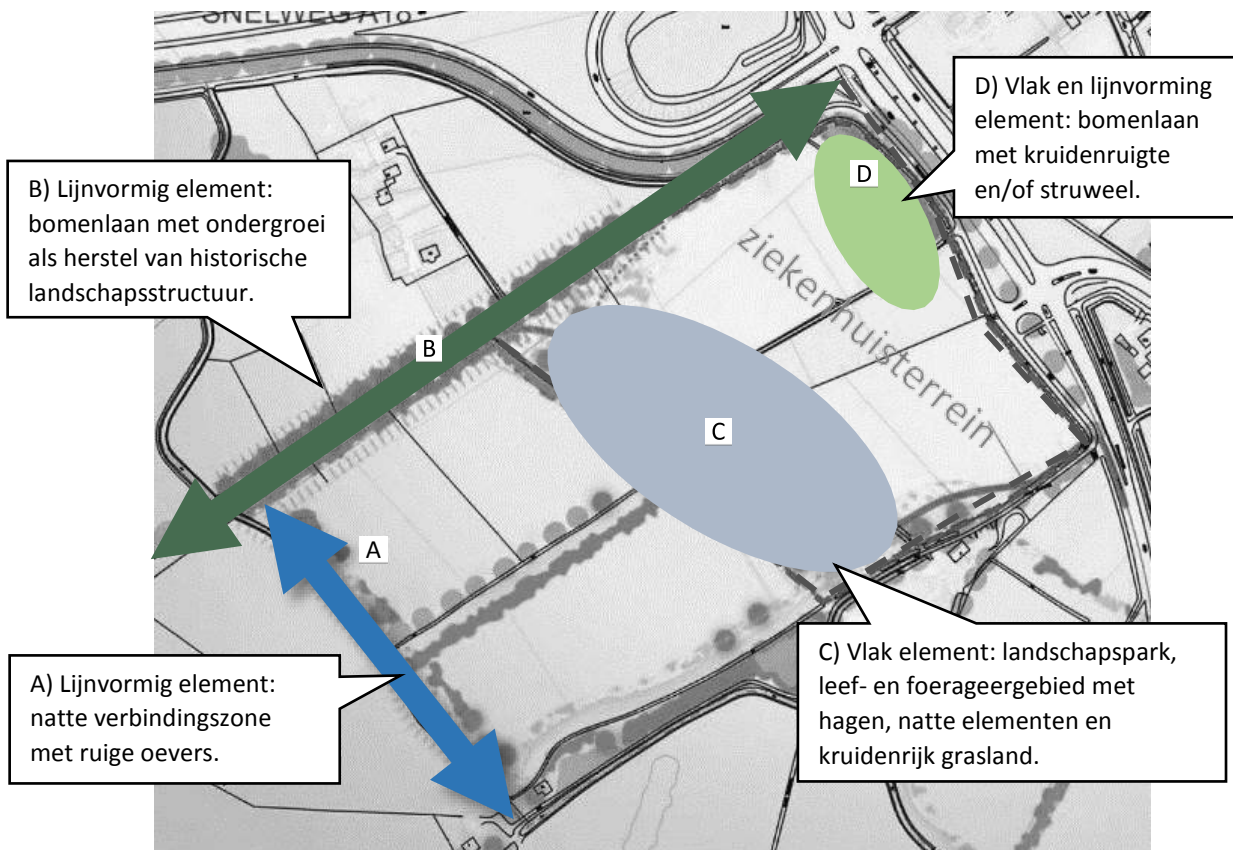 SNELWEG A18
D) Vlak en lijnvorming
element: bomenlaan
met kruidenruigte
en/of struweel.
D
B) Lijnvormig element:
bomenlaan met ondergroei
als herstel van historische
landschapsstructuur.
ziekenhuisterrein
B
C
A
C) Vlak element: landschapspark,
leef- en foerageergebied met
hagen, natte elementen en
kruidenrijk grasland.
A) Lijnvormig element:
natte verbindingszone
met ruige oevers.